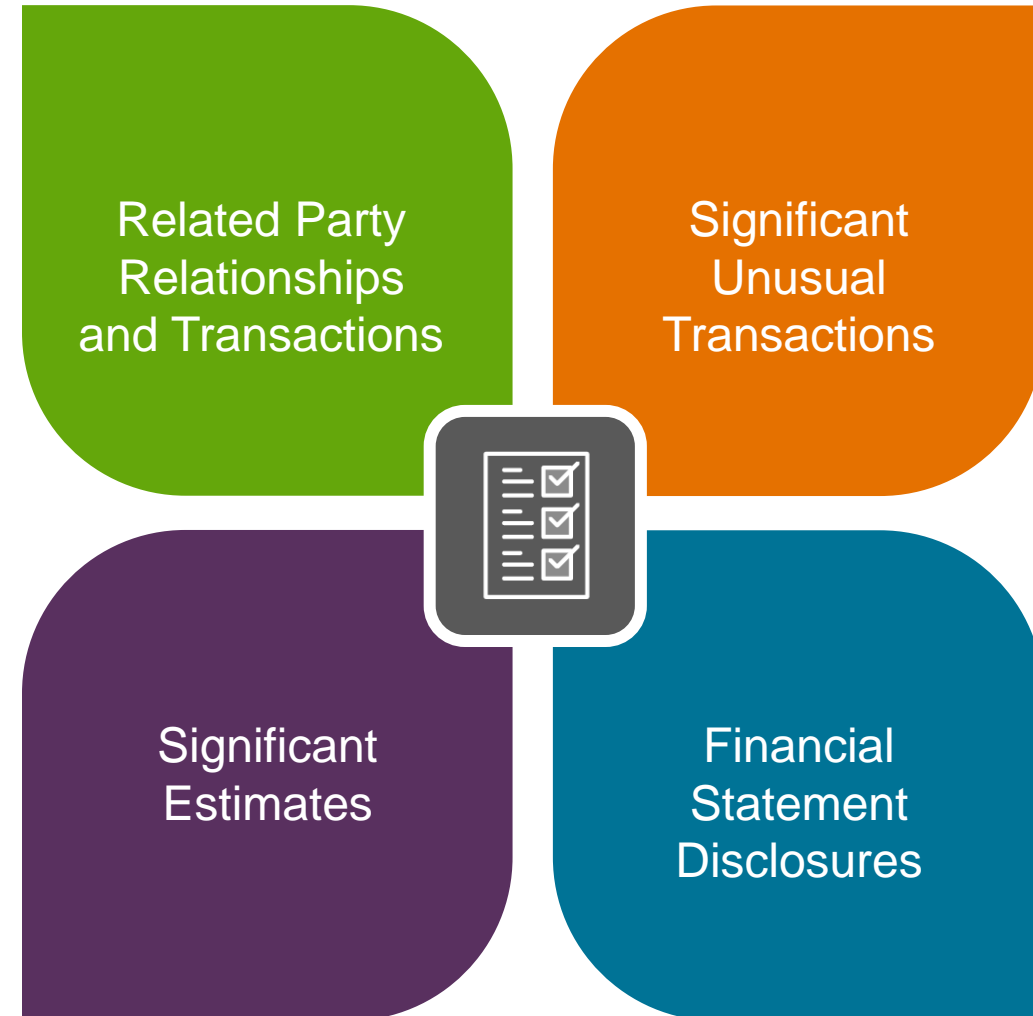 Related Party
Relationships
and Transactions
Significant
Unusual
Transactions
Significant
Estimates
Financial
Statement
Disclosures